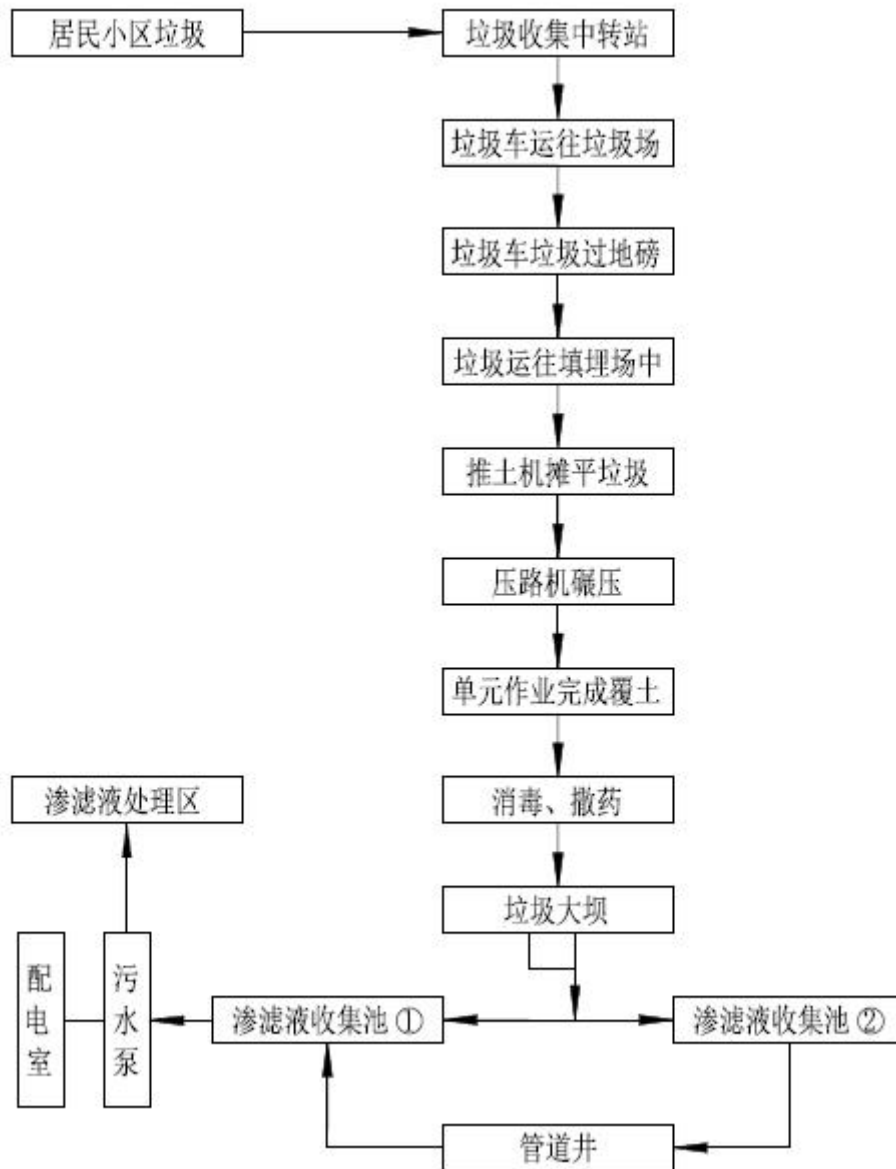 居民小区垃圾
垃圾收集中转站
垃圾车运往垃圾场
垃圾车垃圾过地磅
垃圾运往填埋场中
推土机摊平垃圾
压路机碾压
单元作业完成覆土
消毒、撒药
渗滤液处理区
垃圾大坝
配电室
污水泵
渗滤液收集池①
渗滤液收集池②
管道井